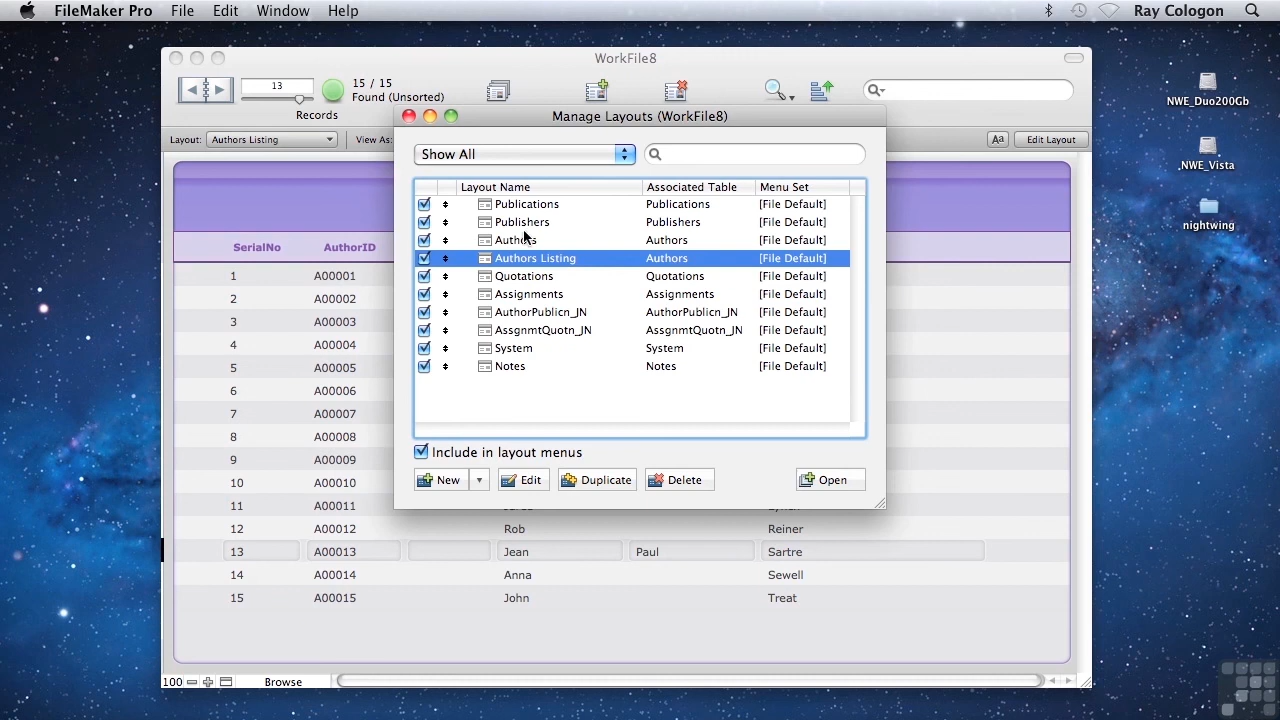 FileMaker Pro File Edit Window Help Ray Cologon
WorkFile8
13 15 / 15
Found (Unsorted)
Records
Manage Layouts (WorkFile8)
Layout: Authors Listing View As: Aa Edit Layout
Show All
Layout Name Associated Table Menu Set
Publications Publications [File Default]
Publishers Publishers [File Default]
Authors Authors [File Default]
Authors Listing Authors [File Default]
Quotations Quotations [File Default]
Assignments Assignments [File Default]
AuthorPublicn_JN AuthorPublicn_JN [File Default]
AssgnmtQuotn_JN AssgnmtQuotn_JN [File Default]
System System [File Default]
Notes Notes [File Default]
Include in layout menus
New Edit Duplicate Delete Open
SerialNo AuthorID
1 A00001
2 A00002
3 A00003
4 A00004
5 A00005
6 A00006
7 A00007
8 A00008
9 A00009
10 A00010
11 A00011
12 A00012 Rob Reiner
13 A00013 Jean Paul Sartre
14 A00014 Anna Sewell
15 A00015 John Treat
100 Browse
NWE_Duo200Gb
NWE_Vista
nightwing